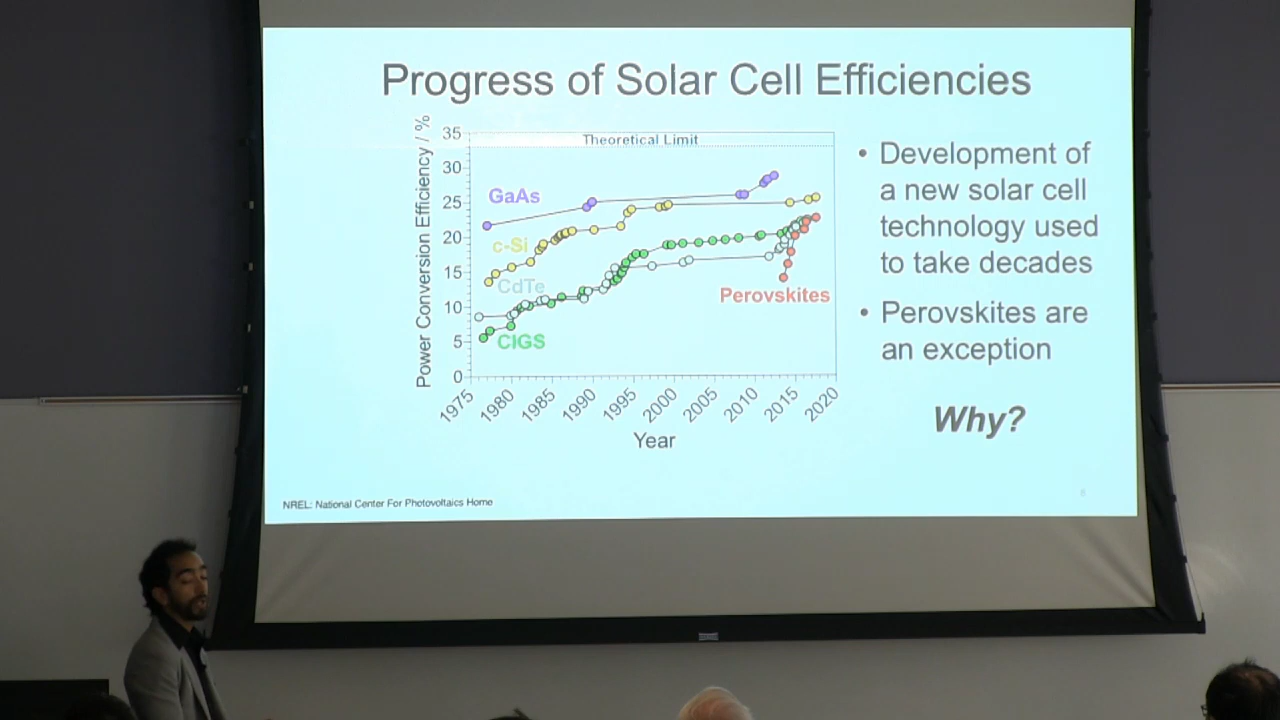 Progress of Solar Cell Efficiencies
Power Conversion Efficiency / %
35
30
25
20
15
10
5
0
Theoretical Limit
GaAs
c-Si
CdTe
CIGS
Perovskites
1975
1980
1985
1990
1995
2000
2005
2010
2015
2020
Year
• Development of
a new solar cell
technology used
to take decades
• Perovskites are
an exception
Why?
NREL: National Center For Photovoltaics Home